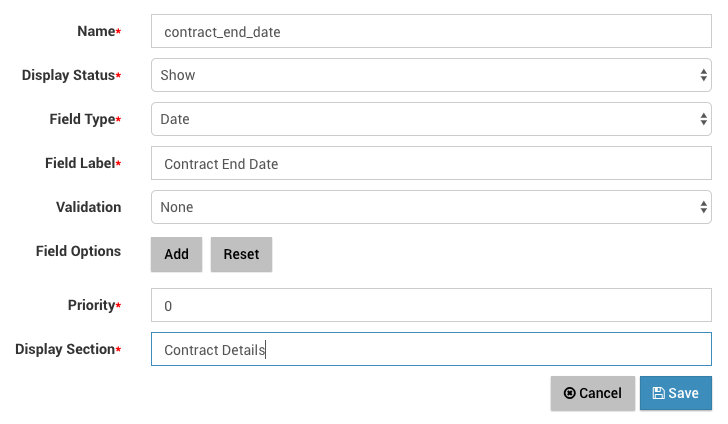 Name* contract_end_date
Display Status* Show
Field Type* Date
Field Label* Contract End Date
Validation None
Field Options Add Reset
Priority* 0
Display Section* Contract Details
Cancel Save